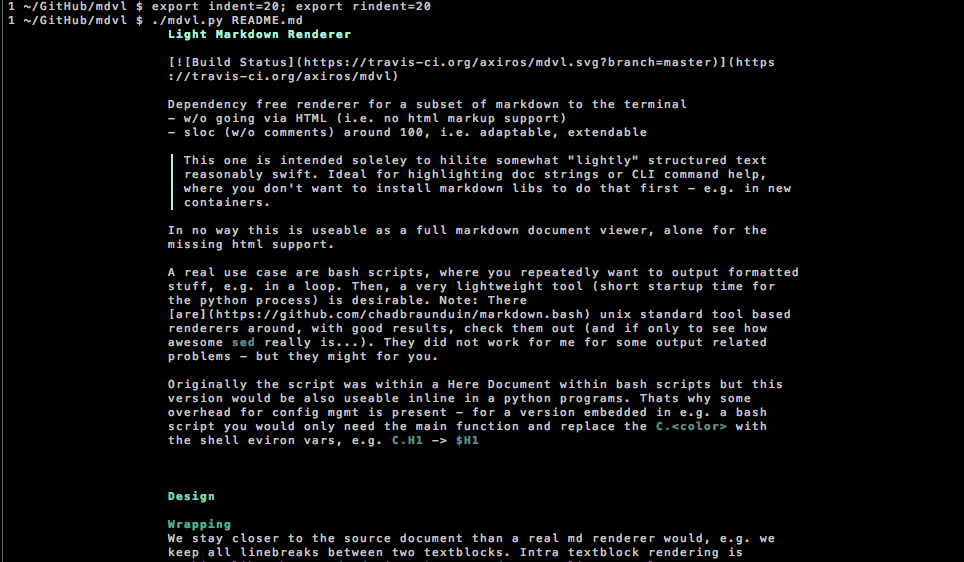 1 ~/GitHub/mdvl $ export indent=20; export rindent=20
1 ~/GitHub/mdvl $ ./mdvl.py README.md
Light Markdown Renderer
[![Build Status](https://travis-ci.org/axiros/mdvl.svg?branch=master)](https
://travis-ci.org/axiros/mdvl)
Dependency free renderer for a subset of markdown to the terminal
- w/o going via HTML (i.e. no html markup support)
- sloc (w/o comments) around 100, i.e. adaptable, extendable
This one is intended soleley to hilite somewhat "lightly" structured text
reasonably swift. Ideal for highlighting doc strings or CLI command help,
where you don't want to install markdown libs to do that first - e.g. in new
containers.
In no way this is useable as a full markdown document viewer, alone for the
missing html support.
A real use case are bash scripts, where you repeatedly want to output formatted
stuff, e.g. in a loop. Then, a very lightweight tool (short startup time for
the python process) is desirable. Note: There
[are](https://github.com/chadbraunduin/markdown.bash) unix standard tool based
renderers around, with good results, check them out (and if only to see how
awesome sed really is...). They did not work for me for some output related
problems - but they might for you.
Originally the script was within a Here Document within bash scripts but this
version would be also useable inline in a python programs. Thats why some
overhead for config mgmt is present - for a version embedded in e.g. a bash
script you would only need the main function and replace the C.<color> with
the shell eviron vars, e.g. C.H1 -> $H1
Design
Wrapping
We stay closer to the source document than a real md renderer would, e.g. we
keep all linebreaks between two textblocks. Intra textblock rendering is